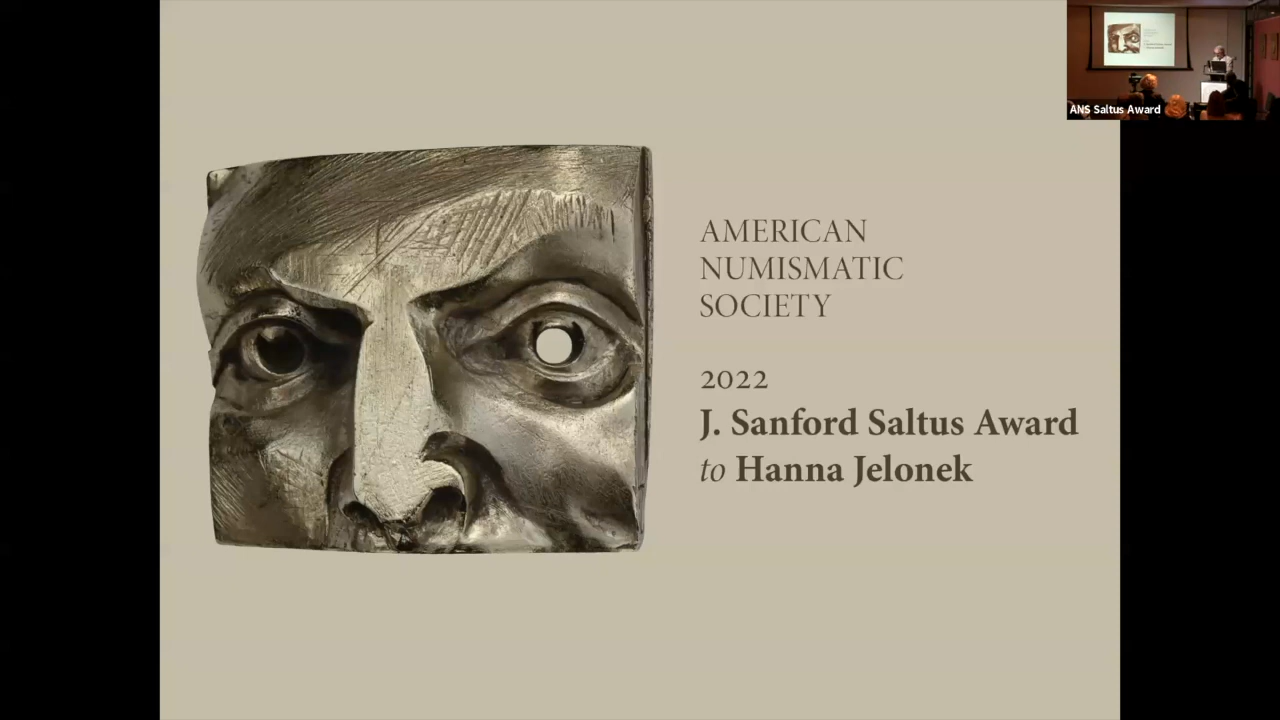 AMERICAN
NUMISMATIC
SOCIETY
2022
J. Sanford Saltus Award
to Hanna Jelonek
ANS Saltus Award